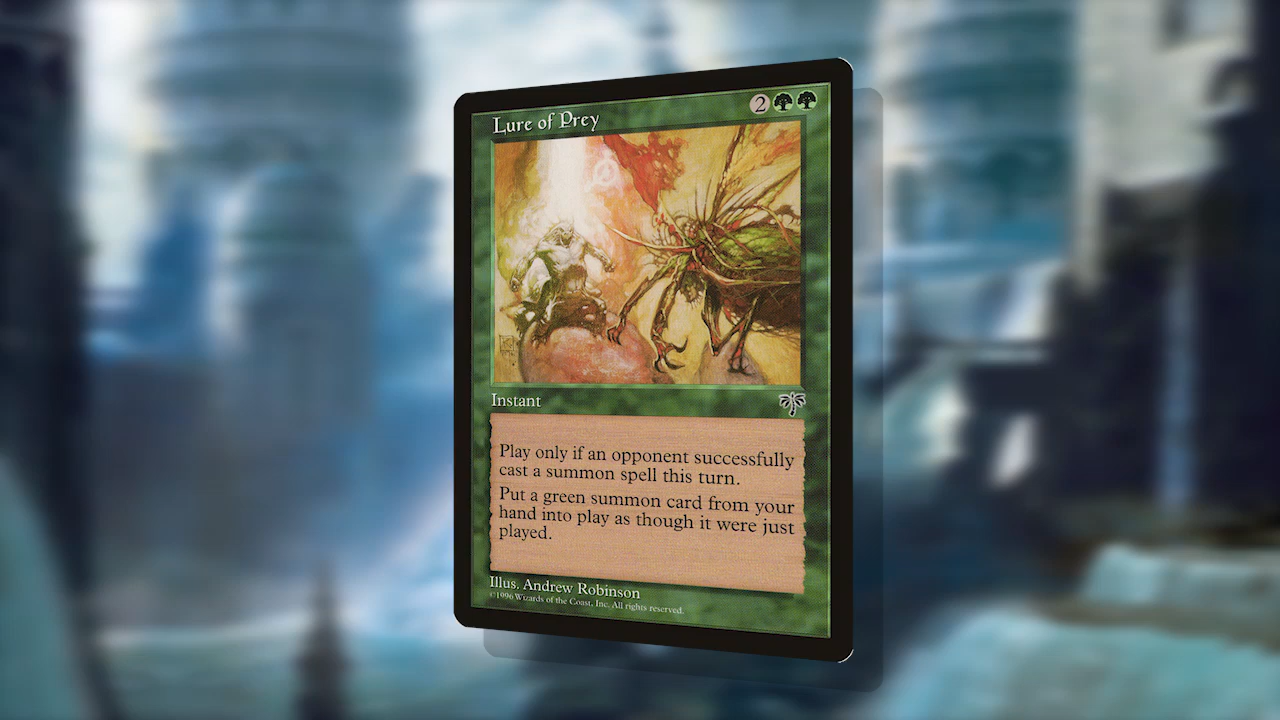 Lure of Prey 2
Instant
Play only if an opponent successfully
cast a summon spell this turn.
Put a green summon card from your
hand into play as though it were just
played.
Illus. Andrew Robinson
©1996 Wizards of the Coast, Inc. All rights reserved.